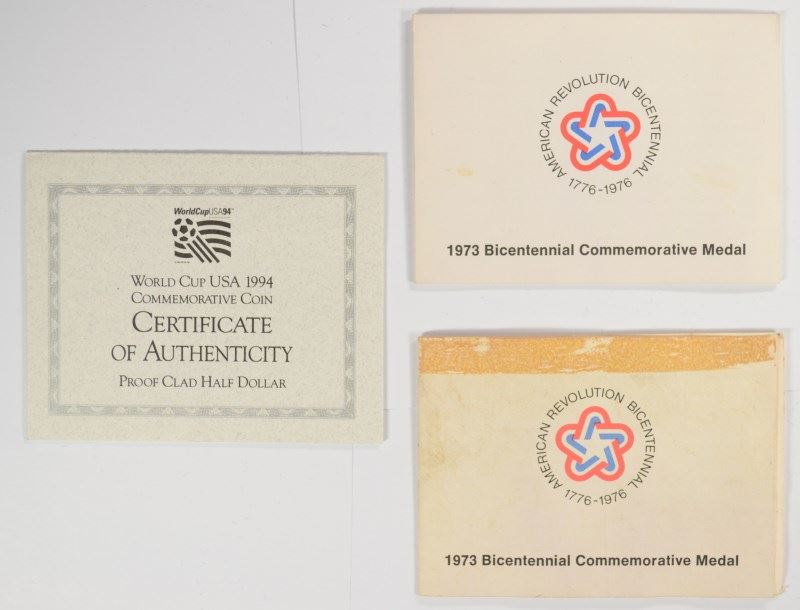 WorldCupUSA94
WORLD CUP USA 1994
COMMEMORATIVE COIN
CERTIFICATE
OF AUTHENTICITY
PROOF CLAD HALF DOLLAR
AMERICAN REVOLUTION BICENTENNIAL
1776-1976
1973 Bicentennial Commemorative Medal
AMERICAN REVOLUTION BICENTENNIAL
1776-1976
1973 Bicentennial Commemorative Medal